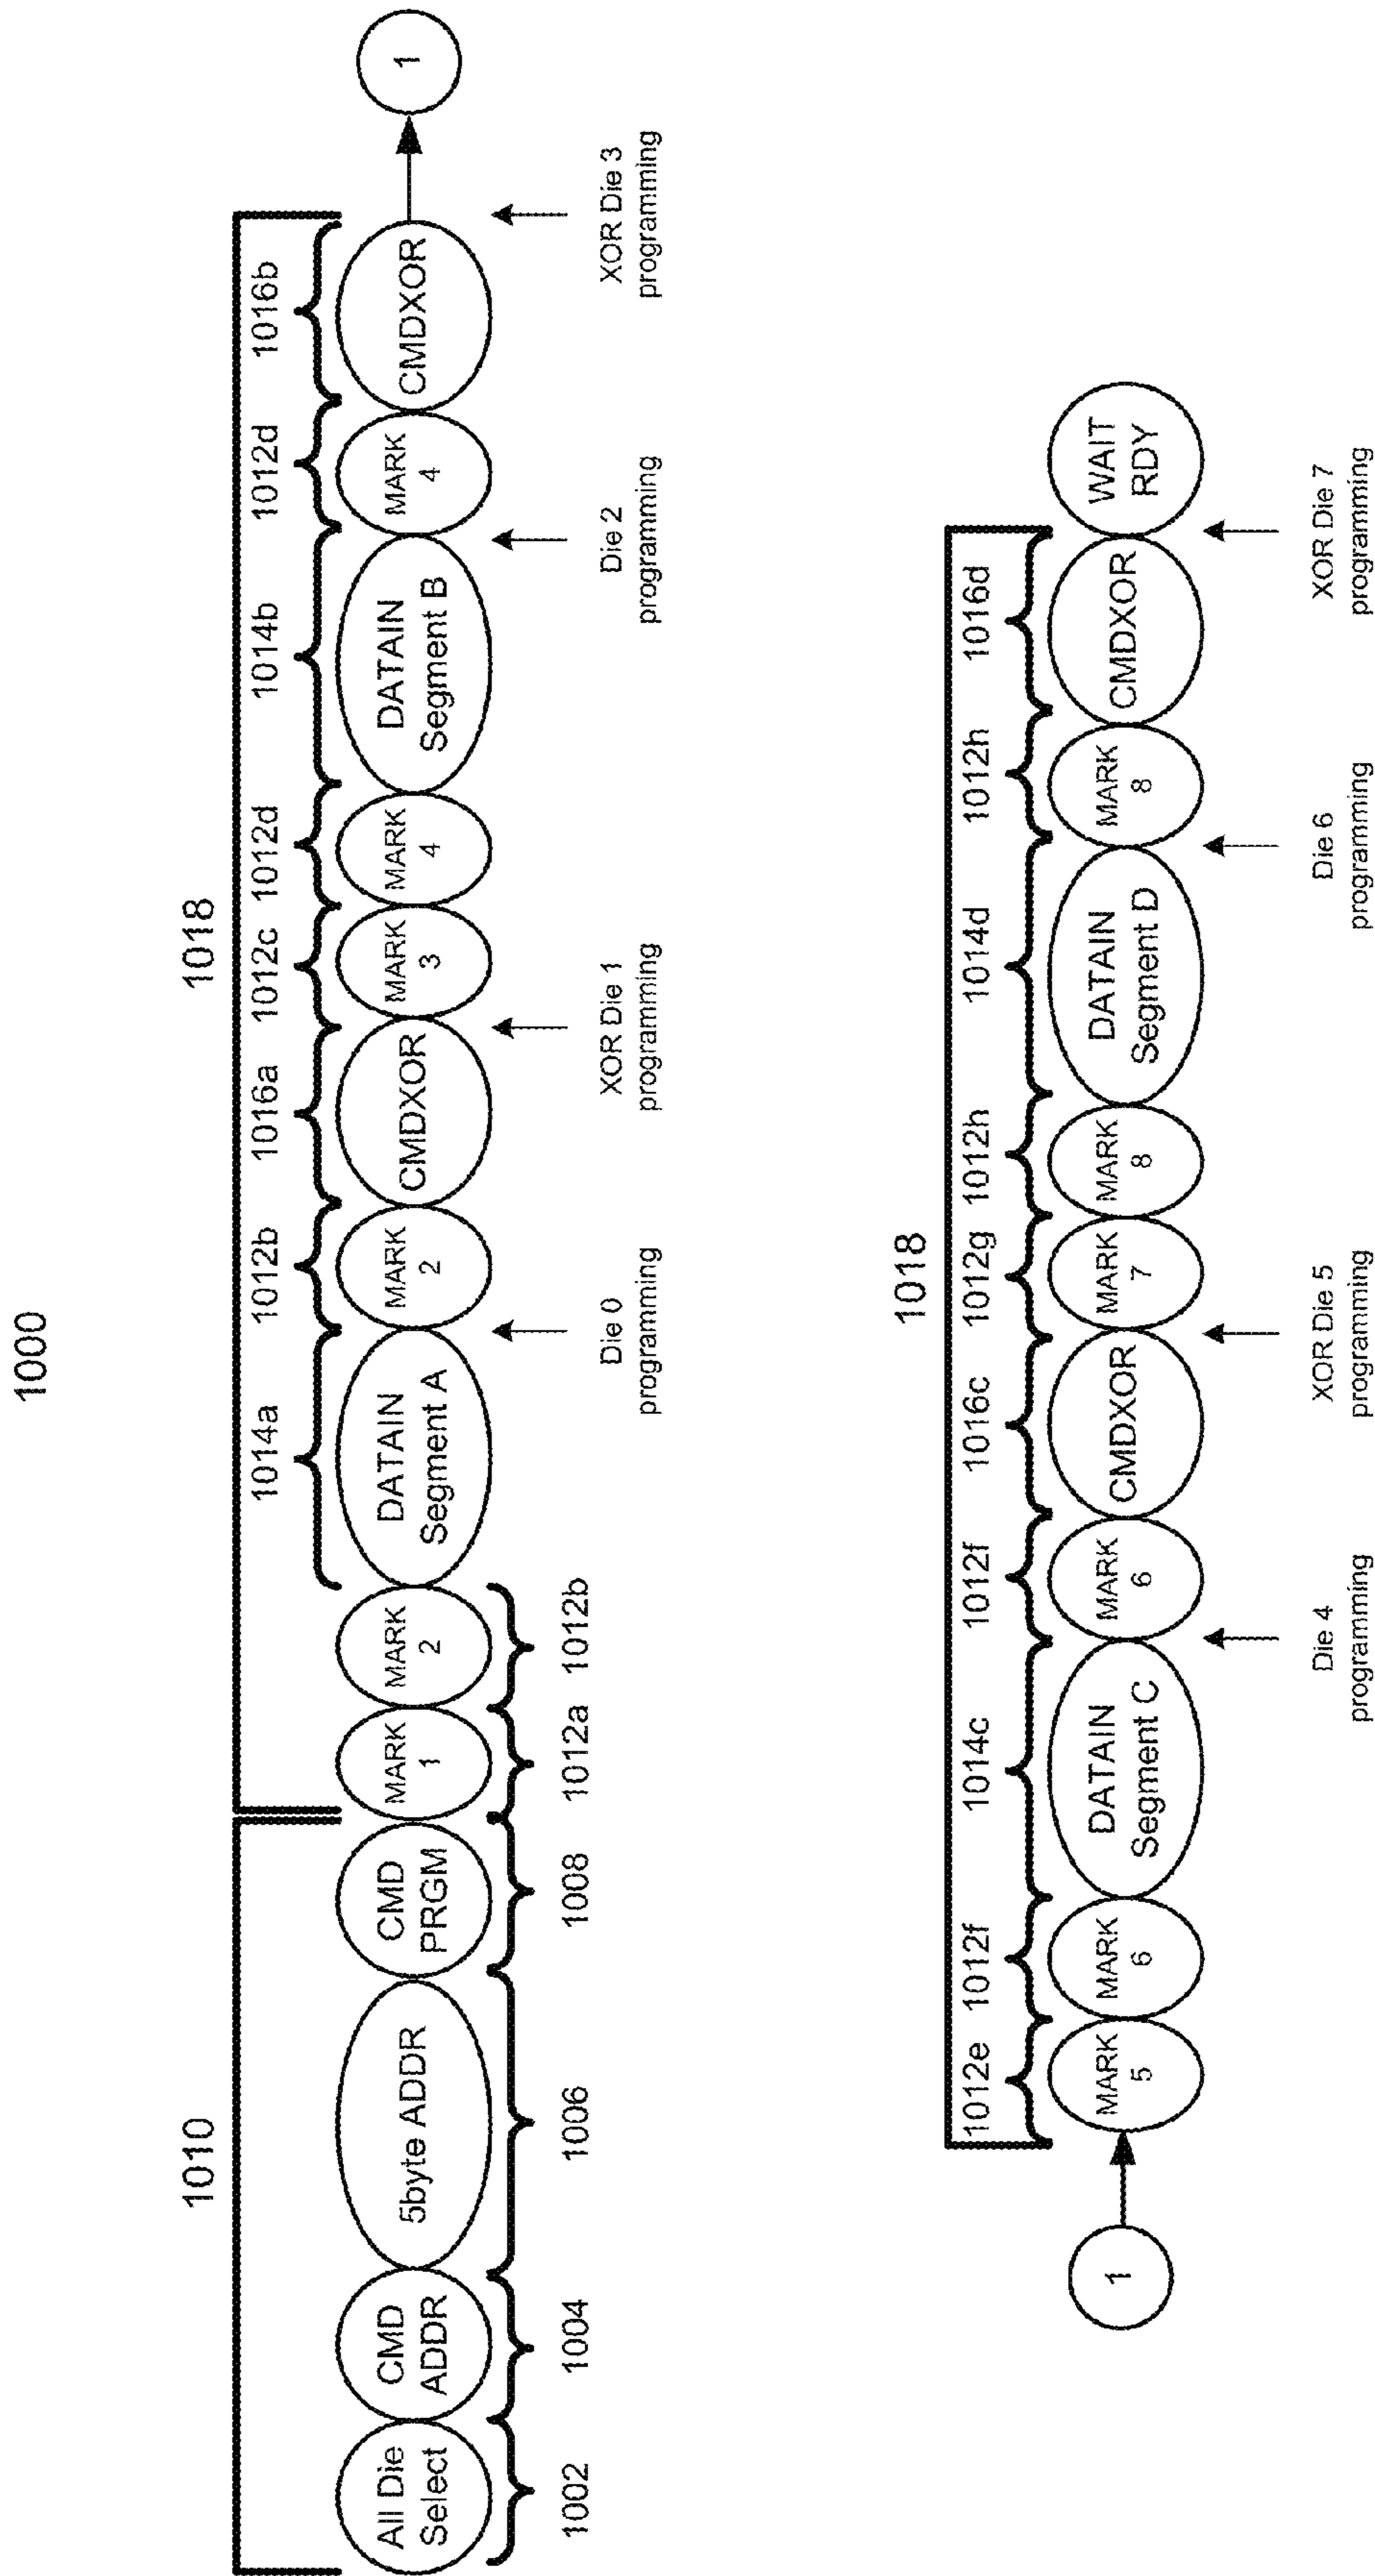 1000
1010
1018
1014a
1012b
1016a
1012c
1012d
1014b
1012d
1016b
All Die
Select
CMD
ADDR
5byte ADDR
CMD
PRGM
MARK
1
MARK
2
DATAIN
Segment A
MARK
2
CMDXOR
MARK
3
MARK
4
DATAIN
Segment B
MARK
4
CMDXOR
1
1002
1004
1006
1008
1012a
1012b
Die 0
programming
XOR Die 1
programming
Die 2
programming
XOR Die 3
programming
1018
1012e
1012f
1014c
1012f
1016c
1012g
1012h
1014d
1012h
1016d
1
MARK
5
MARK
6
DATAIN
Segment C
MARK
6
CMDXOR
MARK
7
MARK
8
DATAIN
Segment D
MARK
8
CMDXOR
WAIT
RDY
Die 4
programming
XOR Die 5
programming
Die 6
programming
XOR Die 7
programming